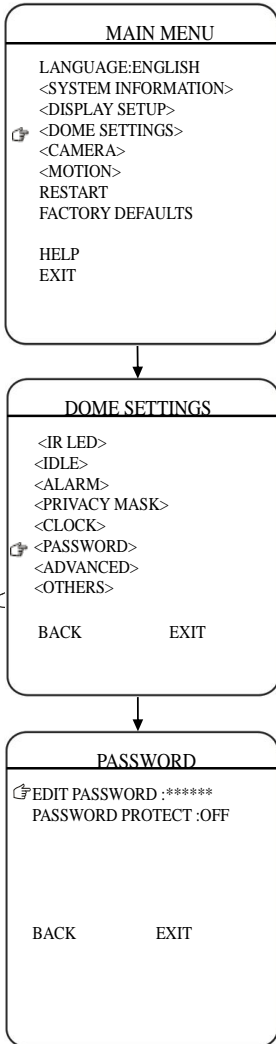 MAIN MENU
LANGUAGE:ENGLISH
<SYSTEM INFORMATION>
<DISPLAY SETUP>
<DOME SETTINGS>
<CAMERA>
<MOTION>
RESTART
FACTORY DEFAULTS
HELP
EXIT
DOME SETTINGS
<IR LED>
<IDLE>
<ALARM>
<PRIVACY MASK>
<CLOCK>
<PASSWORD>
<ADVANCED>
<OTHERS>
BACK EXIT
PASSWORD
EDIT PASSWORD :******
PASSWORD PROTECT :OFF
BACK EXIT